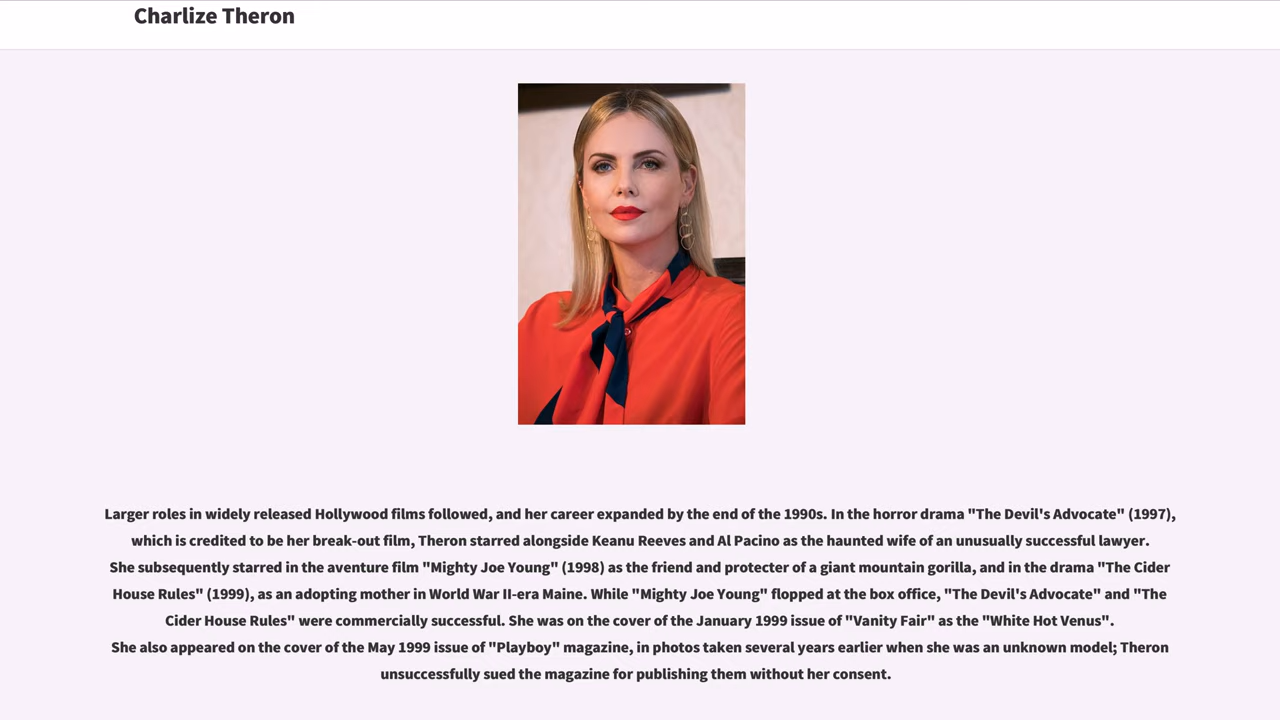 Charlize Theron
Larger roles in widely released Hollywood films followed, and her career expanded by the end of the 1990s. In the horror drama "The Devil's Advocate" (1997),
which is credited to be her break-out film, Theron starred alongside Keanu Reeves and Al Pacino as the haunted wife of an unusually successful lawyer.
She subsequently starred in the aventure film "Mighty Joe Young" (1998) as the friend and protecter of a giant mountain gorilla, and in the drama "The Cider
House Rules" (1999), as an adopting mother in World War II-era Maine. While "Mighty Joe Young" flopped at the box office, "The Devil's Advocate" and "The
Cider House Rules" were commercially successful. She was on the cover of the January 1999 issue of "Vanity Fair" as the "White Hot Venus".
She also appeared on the cover of the May 1999 issue of "Playboy" magazine, in photos taken several years earlier when she was an unknown model; Theron
unsuccessfully sued the magazine for publishing them without her consent.